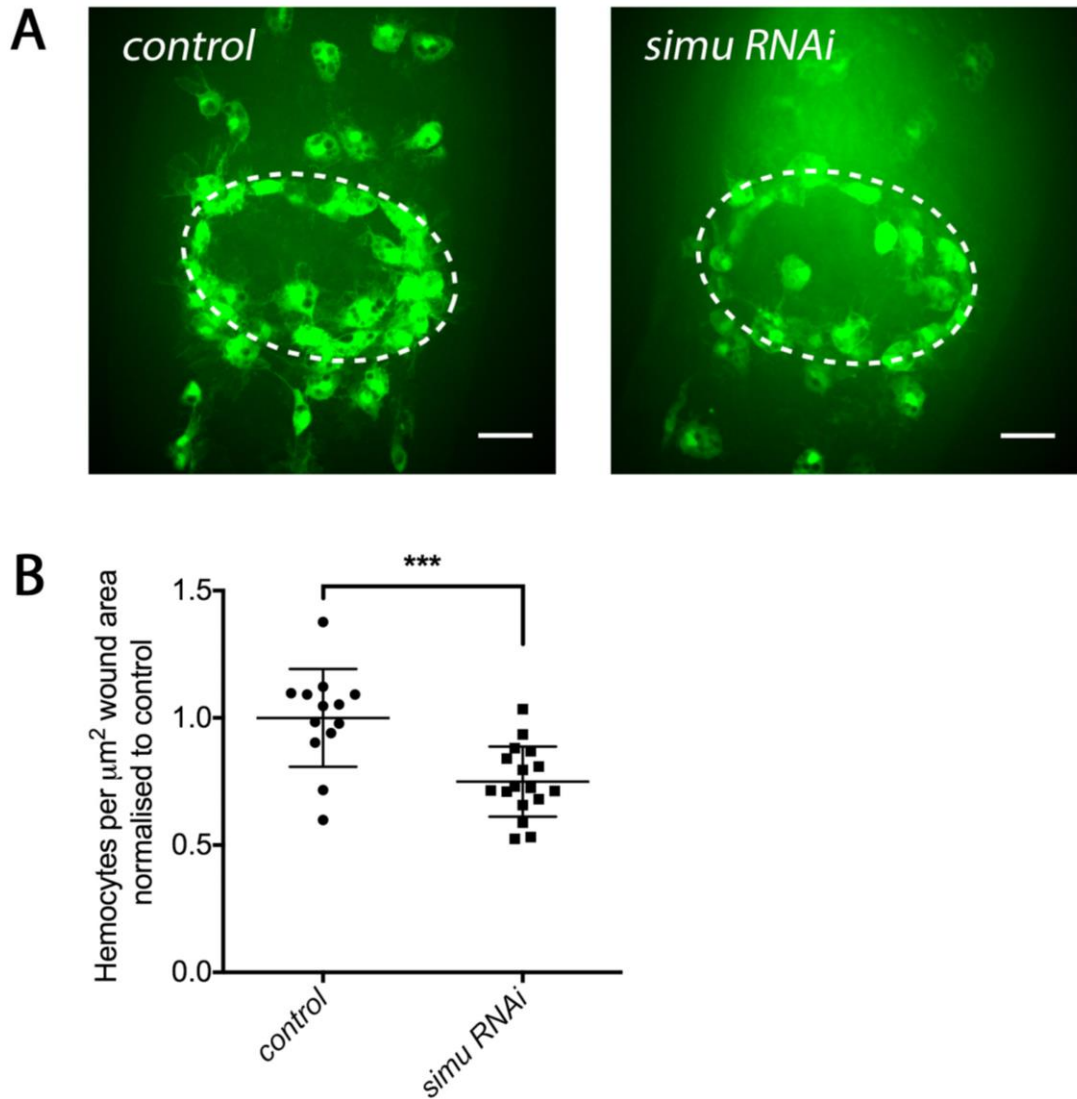 A
control
simu RNAi
B
***
Hemocytes per μm² wound area
normalised to control
1.5
1.0
0.5
0.0
control
simu RNAi